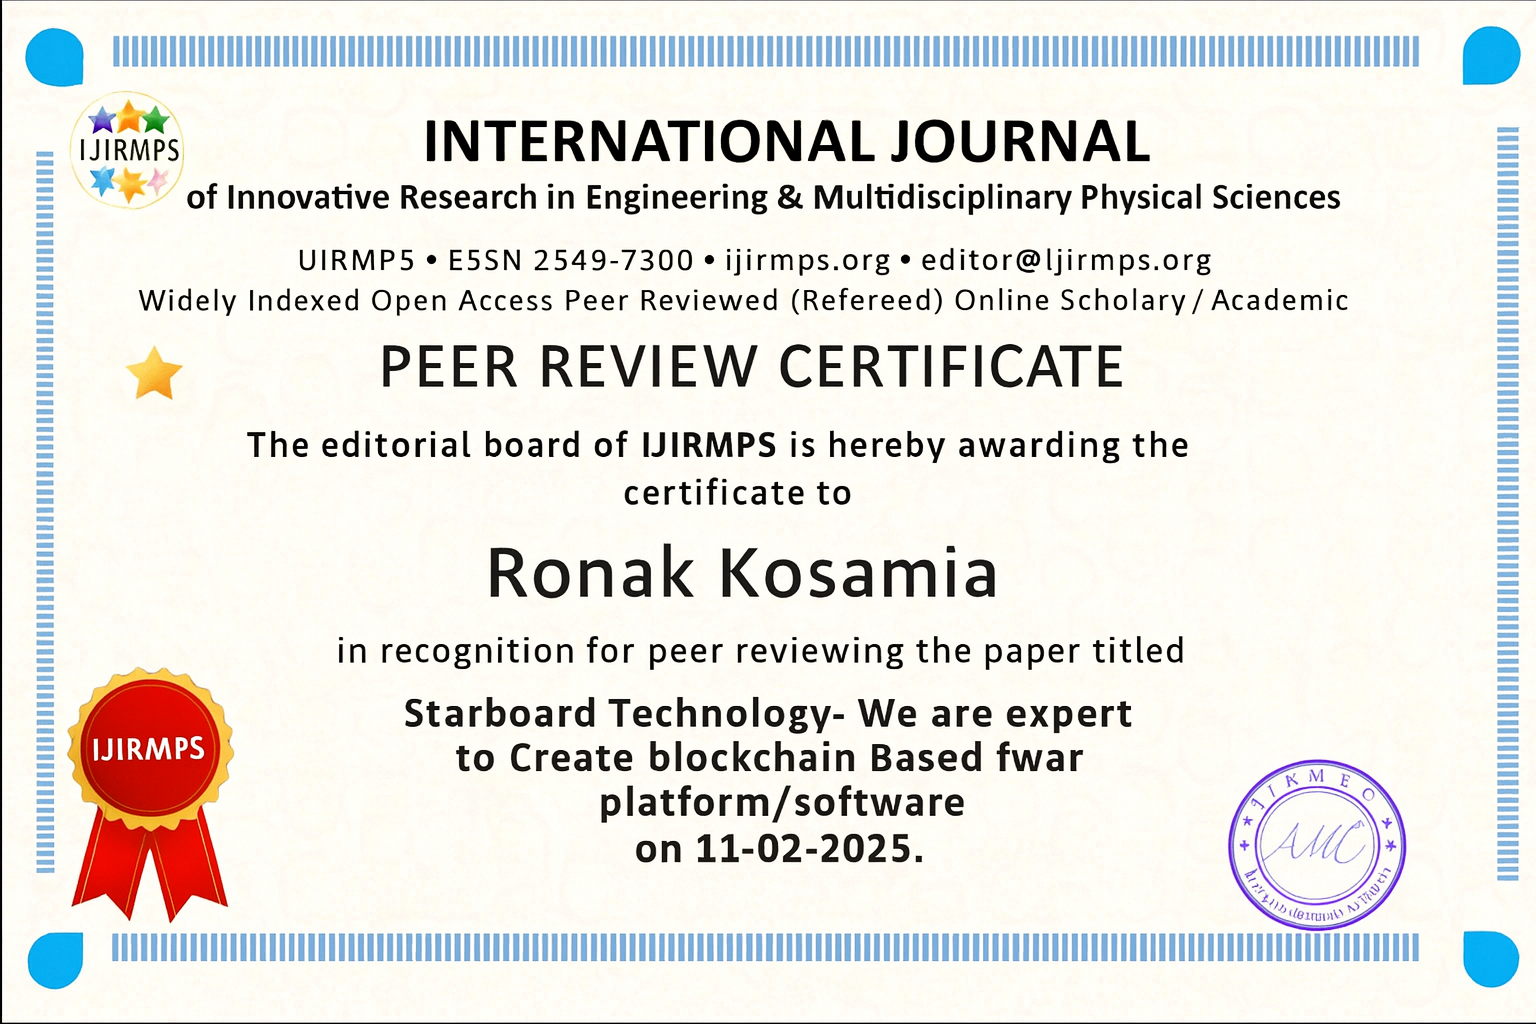 IJIRMPS
INTERNATIONAL JOURNAL
of Innovative Research in Engineering & Multidisciplinary Physical Sciences
UIRMP5 • E5SN 2549-7300 • ijirmps.org • editor@ljirmps.org
Widely Indexed Open Access Peer Reviewed (Refereed) Online Scholary / Academic
PEER REVIEW CERTIFICATE
The editorial board of IJIRMPS is hereby awarding the
certificate to
Ronak Kosamia
in recognition for peer reviewing the paper titled
Starboard Technology- We are expert
to Create blockchain Based fwar
platform/software
on 11-02-2025.
IJIRMPS